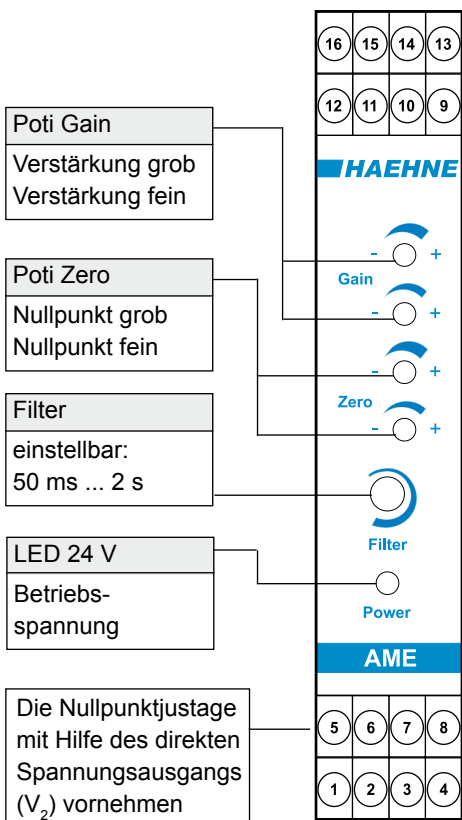 16 15 14 13
12 11 10 9
HAEHNE
Poti Gain
Verstärkung grob
Verstärkung fein
- +
Gain
- +
Poti Zero
Nullpunkt grob
Nullpunkt fein
- +
Zero
- +
Filter
einstellbar:
50 ms ... 2 s
Filter
LED 24 V
Betriebs-
spannung
Power
AME
Die Nullpunktjustage
mit Hilfe des direkten
Spannungsausgangs
(V₂) vornehmen
5 6 7 8
1 2 3 4